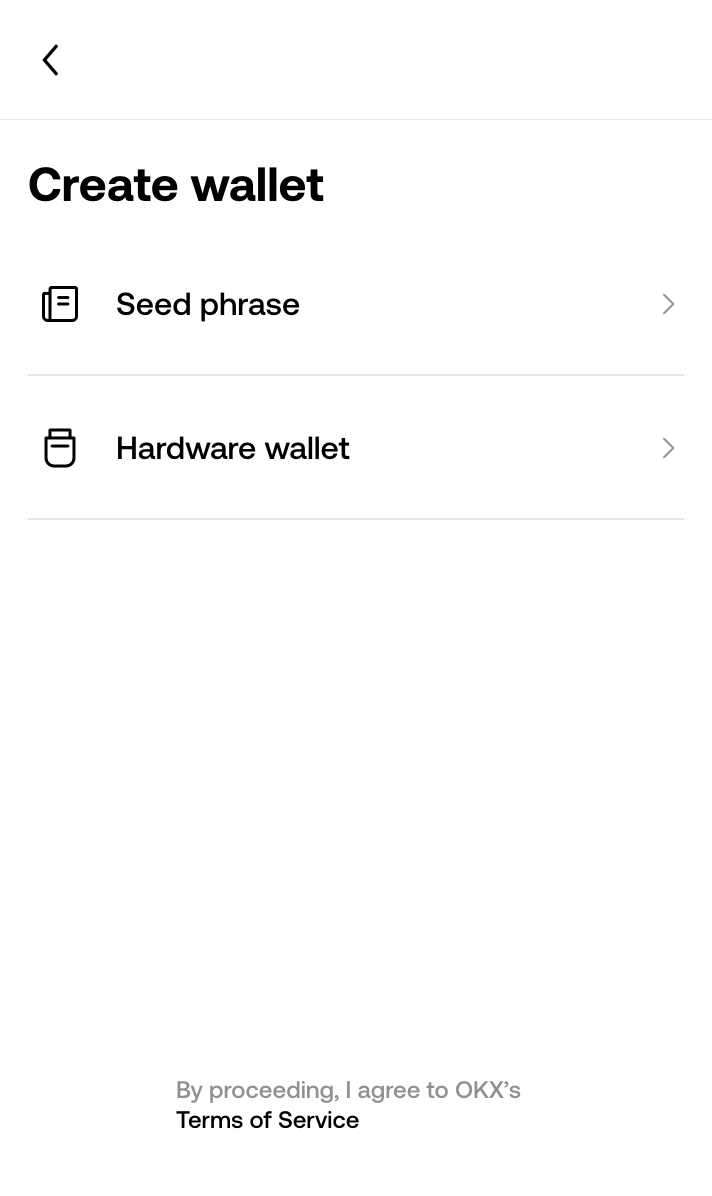 Create wallet
Seed phrase
Hardware wallet
By proceeding, I agree to OKX’s
Terms of Service